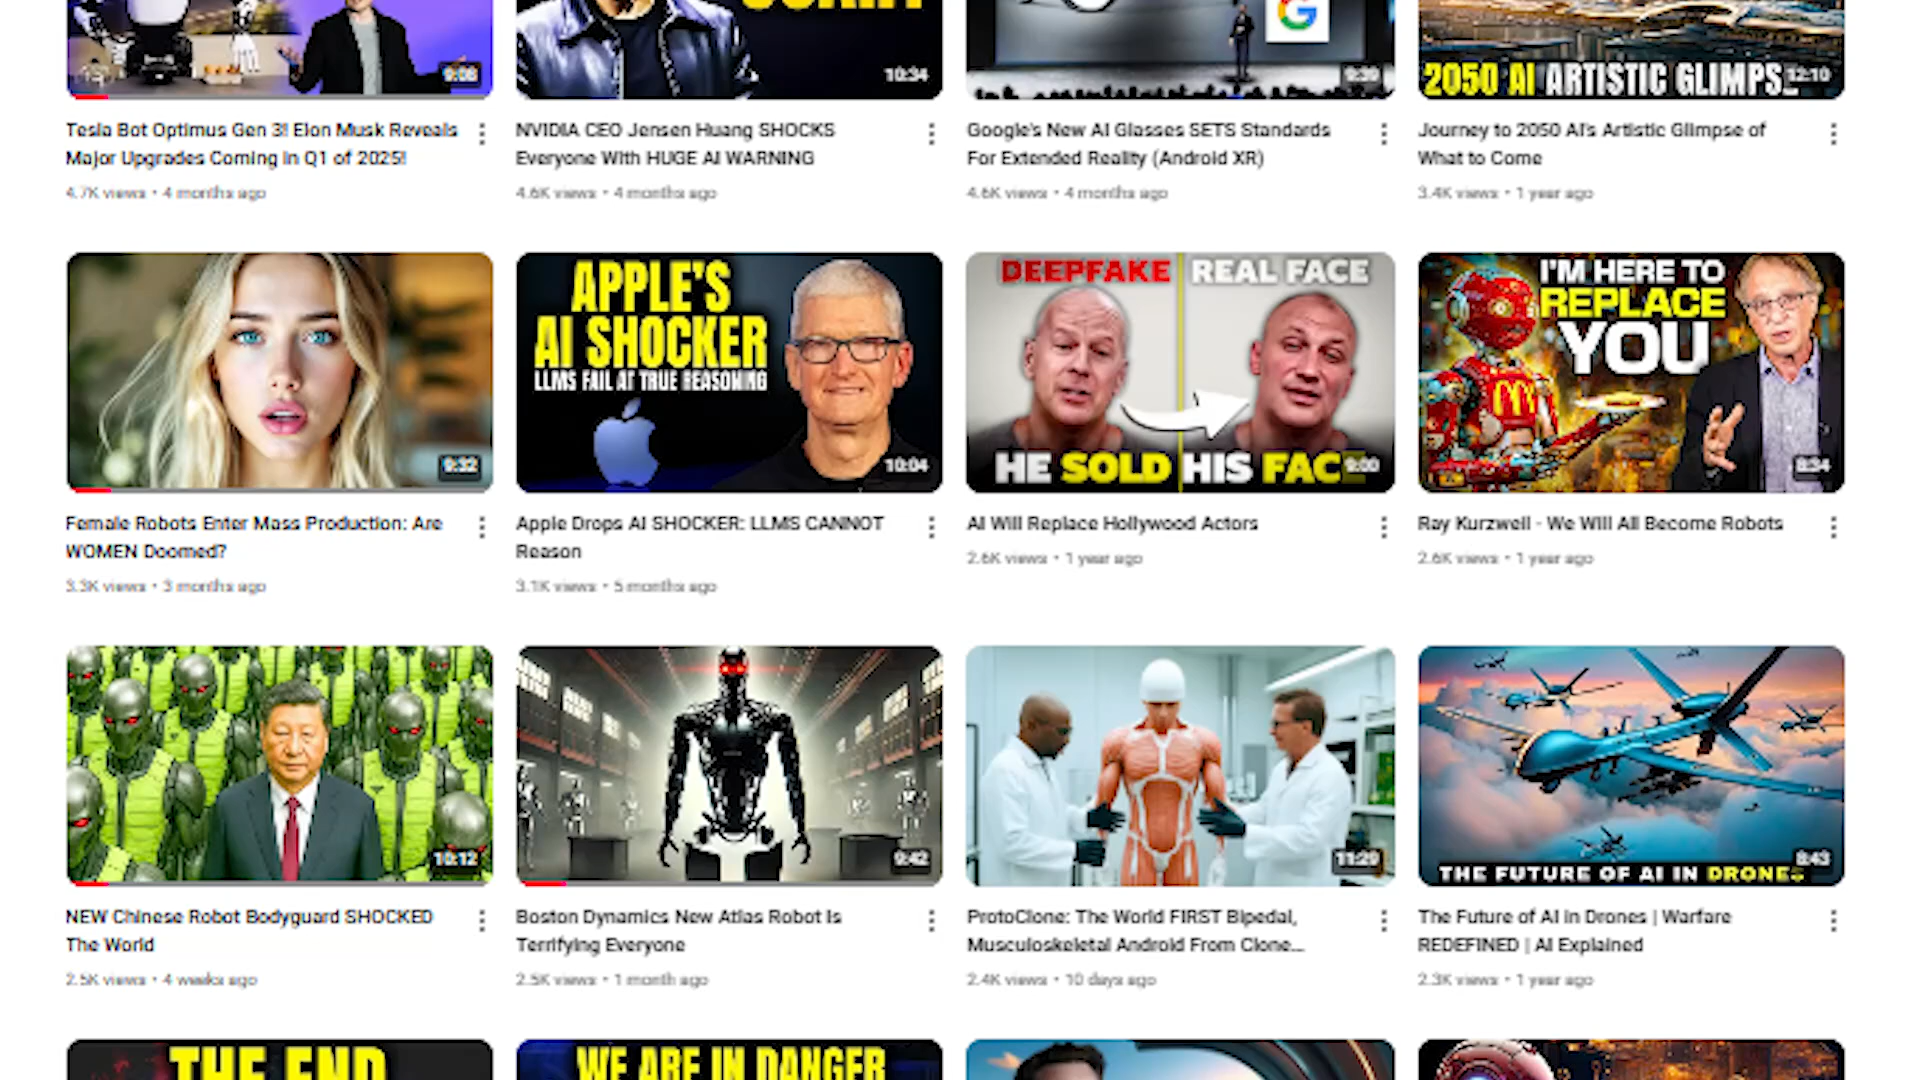 9:08
10:34
9:39
2050 AI ARTISTIC GLIMPS
12:10
Tesla Bot Optimus Gen 3! Elon Musk Reveals
Major Upgrades Coming in Q1 of 2025!
4.7K views • 4 months ago
NVIDIA CEO Jensen Huang SHOCKS
Everyone With HUGE AI WARNING
4.6K views • 4 months ago
Google's New AI Glasses SETS Standards
For Extended Reality (Android XR)
4.6K views • 4 months ago
Journey to 2050 AI's Artistic Glimpse of
What to Come
3.4K views • 1 year ago
9:32
APPLE'S
AI SHOCKER
LLMS FAIL AT TRUE REASONING
10:04
DEEPFAKE
REAL FACE
HE SOLD HIS FAC
9:00
I'M HERE TO
REPLACE
YOU
8:34
Female Robots Enter Mass Production: Are
WOMEN Doomed?
3.3K views • 3 months ago
Apple Drops AI SHOCKER: LLMS CANNOT
Reason
3.1K views • 5 months ago
AI Will Replace Hollywood Actors
2.6K views • 1 year ago
Ray Kurzweil - We Will All Become Robots
2.6K views • 1 year ago
10:12
9:42
11:29
THE FUTURE OF AI IN DRONES
8:43
NEW Chinese Robot Bodyguard SHOCKED
The World
2.5K views • 4 weeks ago
Boston Dynamics New Atlas Robot Is
Terrifying Everyone
2.5K views • 1 month ago
ProtoClone: The World FIRST Bipedal,
Musculoskeletal Android From Clone...
2.4K views • 10 days ago
The Future of AI in Drones | Warfare
REDEFINED | AI Explained
2.3K views • 1 year ago
THE END
WE ARE IN DANGER